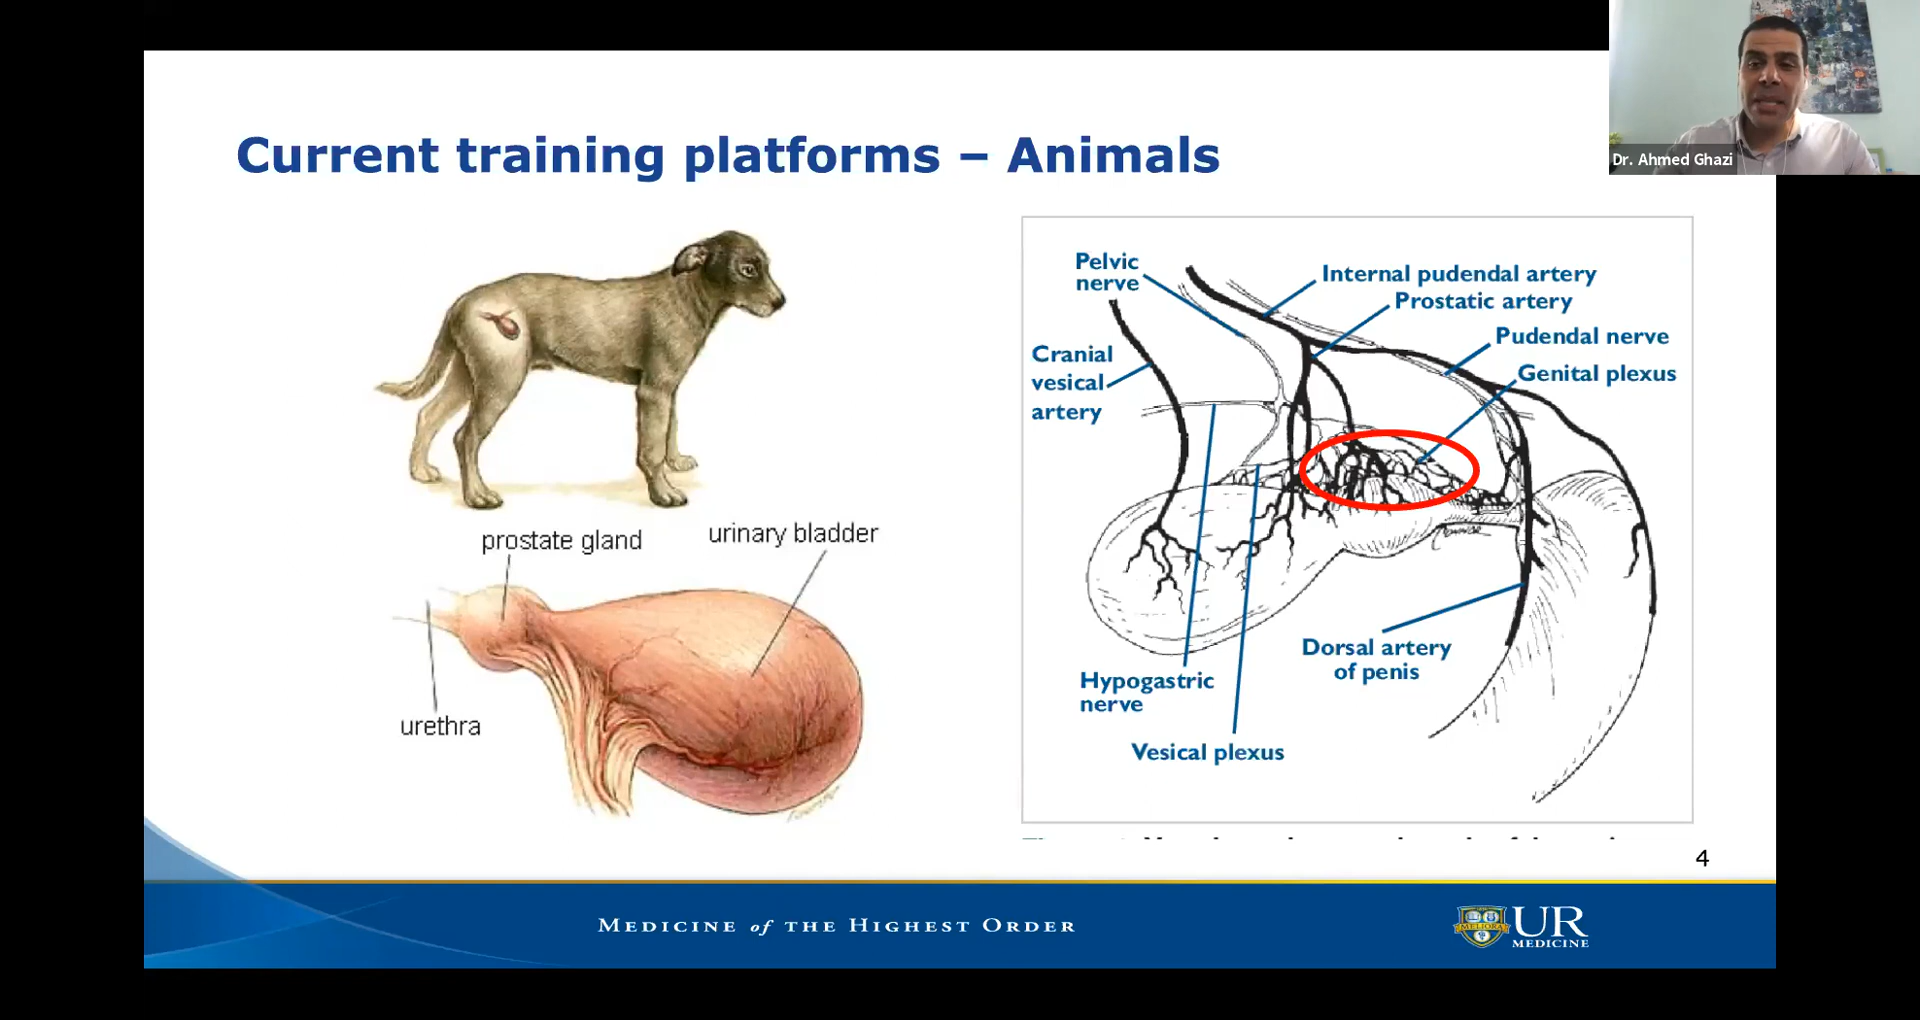 Dr. Ahmed Ghazi
Current training platforms – Animals
prostate gland
urinary bladder
urethra
Pelvic
nerve
Internal pudendal artery
Prostatic artery
Pudendal nerve
Genital plexus
Cranial
vesical
artery
Dorsal artery
of penis
Hypogastric
nerve
Vesical plexus
4
MEDICINE of THE HIGHEST ORDER
MELIORA
UR
MEDICINE